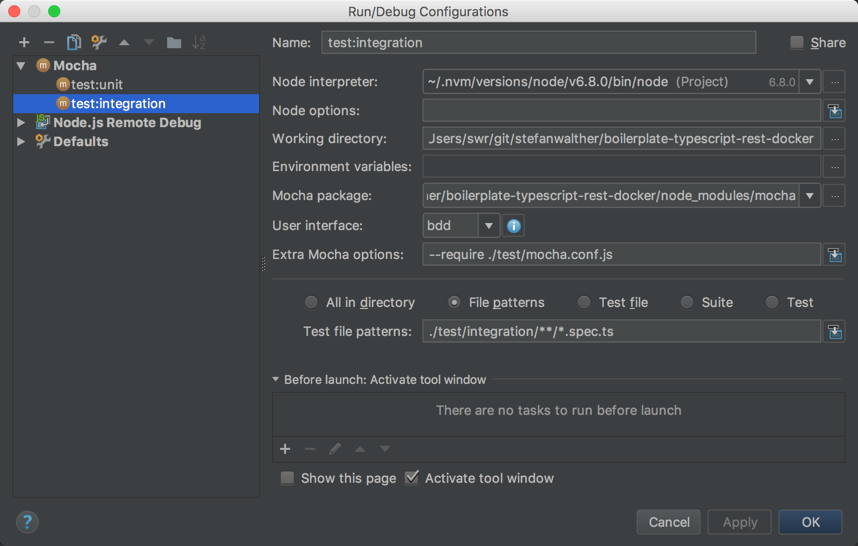 Run/Debug Configurations
Name: test:integration Share
Mocha
test:unit
test:integration
Node.js Remote Debug
Defaults
Node interpreter: ~/.nvm/versions/node/v6.8.0/bin/node (Project) 6.8.0
Node options:
Working directory: Users/swr/git/stefanwalther/boilerplate-typescript-rest-docker
Environment variables:
Mocha package: er/boilerplate-typescript-rest-docker/node_modules/mocha
User interface: bdd
Extra Mocha options: --require ./test/mocha.conf.js
All in directory File patterns Test file Suite Test
Test file patterns: ./test/integration/**/*.spec.ts
Before launch: Activate tool window
There are no tasks to run before launch
Show this page Activate tool window
? Cancel Apply OK